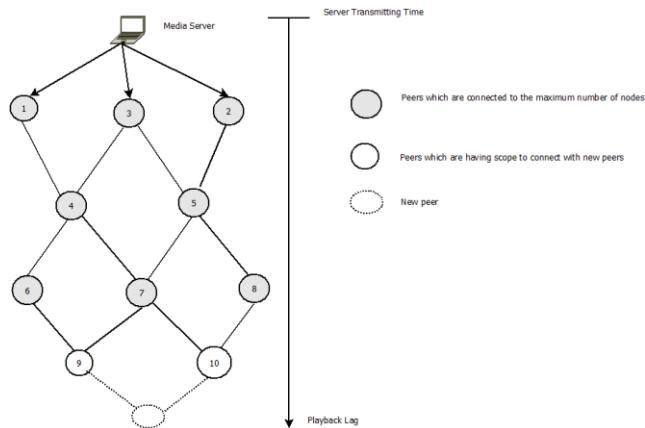 Media Server
Server Transmitting Time
1
3
2
Peers which are connected to the maximum number of nodes
Peers which are having scope to connect with new peers
4
5
New peer
6
7
8
9
10
Playback Lag